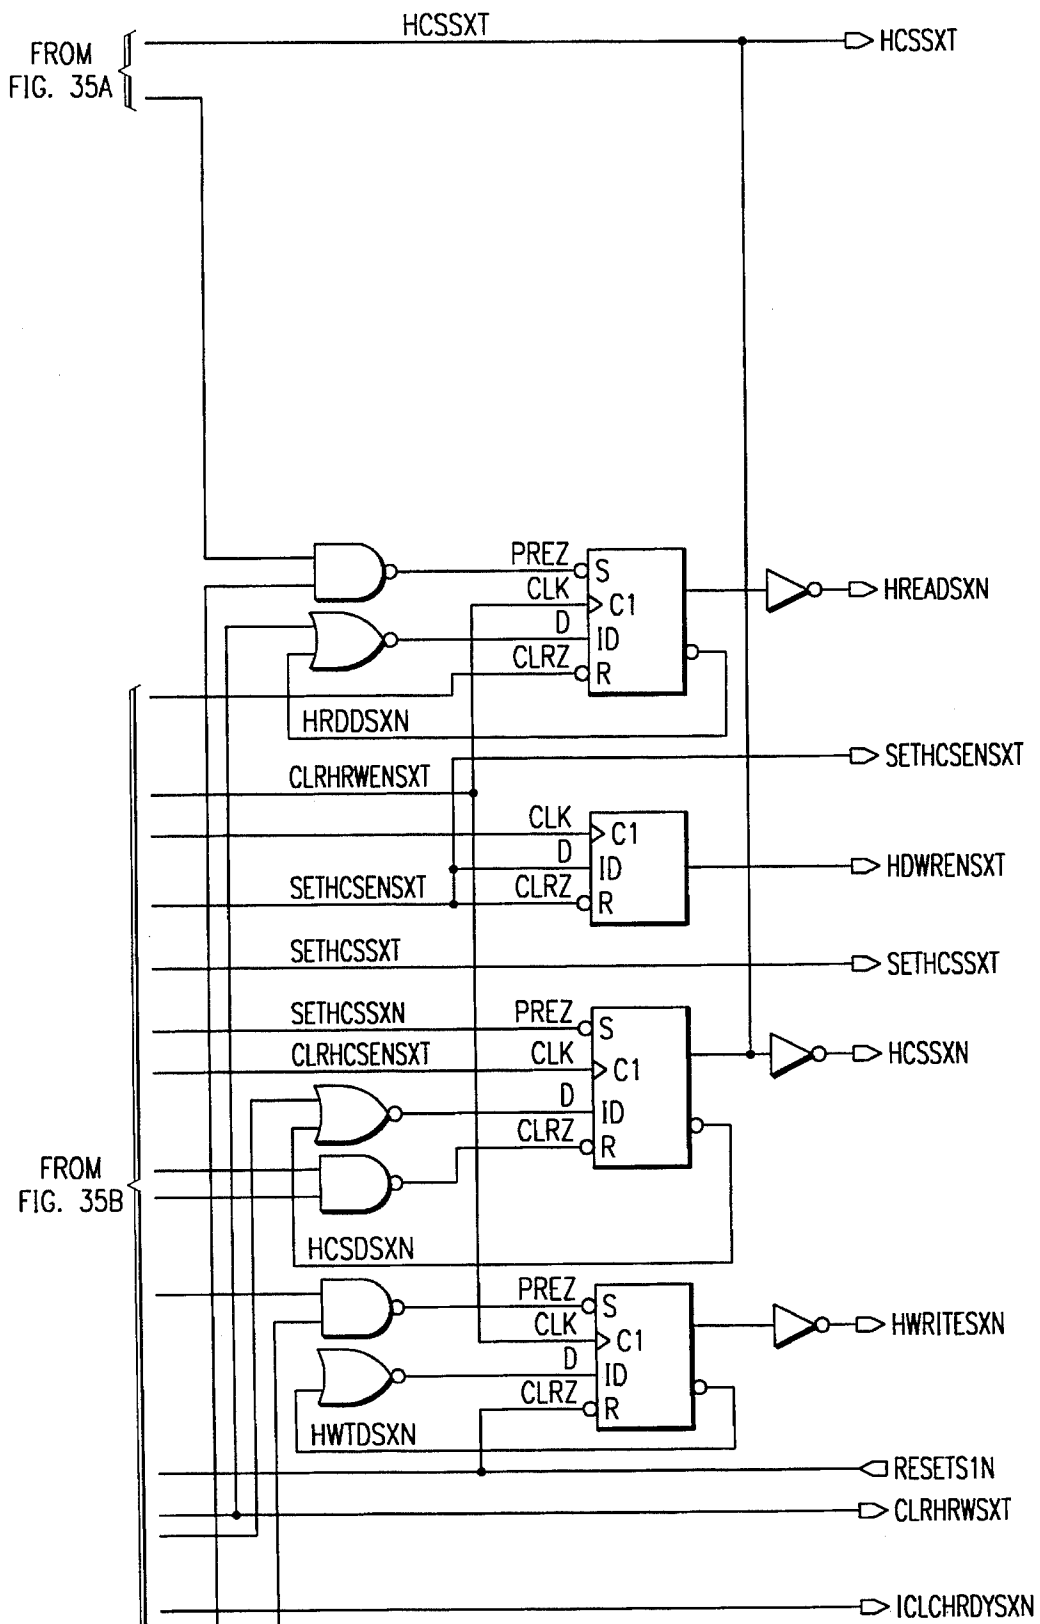 HCSSXT
HCSSXT
FROM
FIG. 35A
PREZ
S
CLK
C1
D
ID
CLRZ
R
HREADSXN
HRDDSXN
SETHCSENSXT
CLRHRWENSXT
CLK
C1
D
ID
HDWRENSXT
SETHCSENSXT
CLRZ
R
SETHCSSXT
SETHCSSXT
SETHCSSXN
PREZ
S
CLRHCSENSXT
CLK
C1
HCSSXN
D
ID
CLRZ
R
FROM
FIG. 35B
HCSDSXN
PREZ
S
CLK
C1
HWRITESXN
D
ID
CLRZ
R
HWTDSXN
RESETS1N
CLRHRWSXT
ICLCHRDYSXN